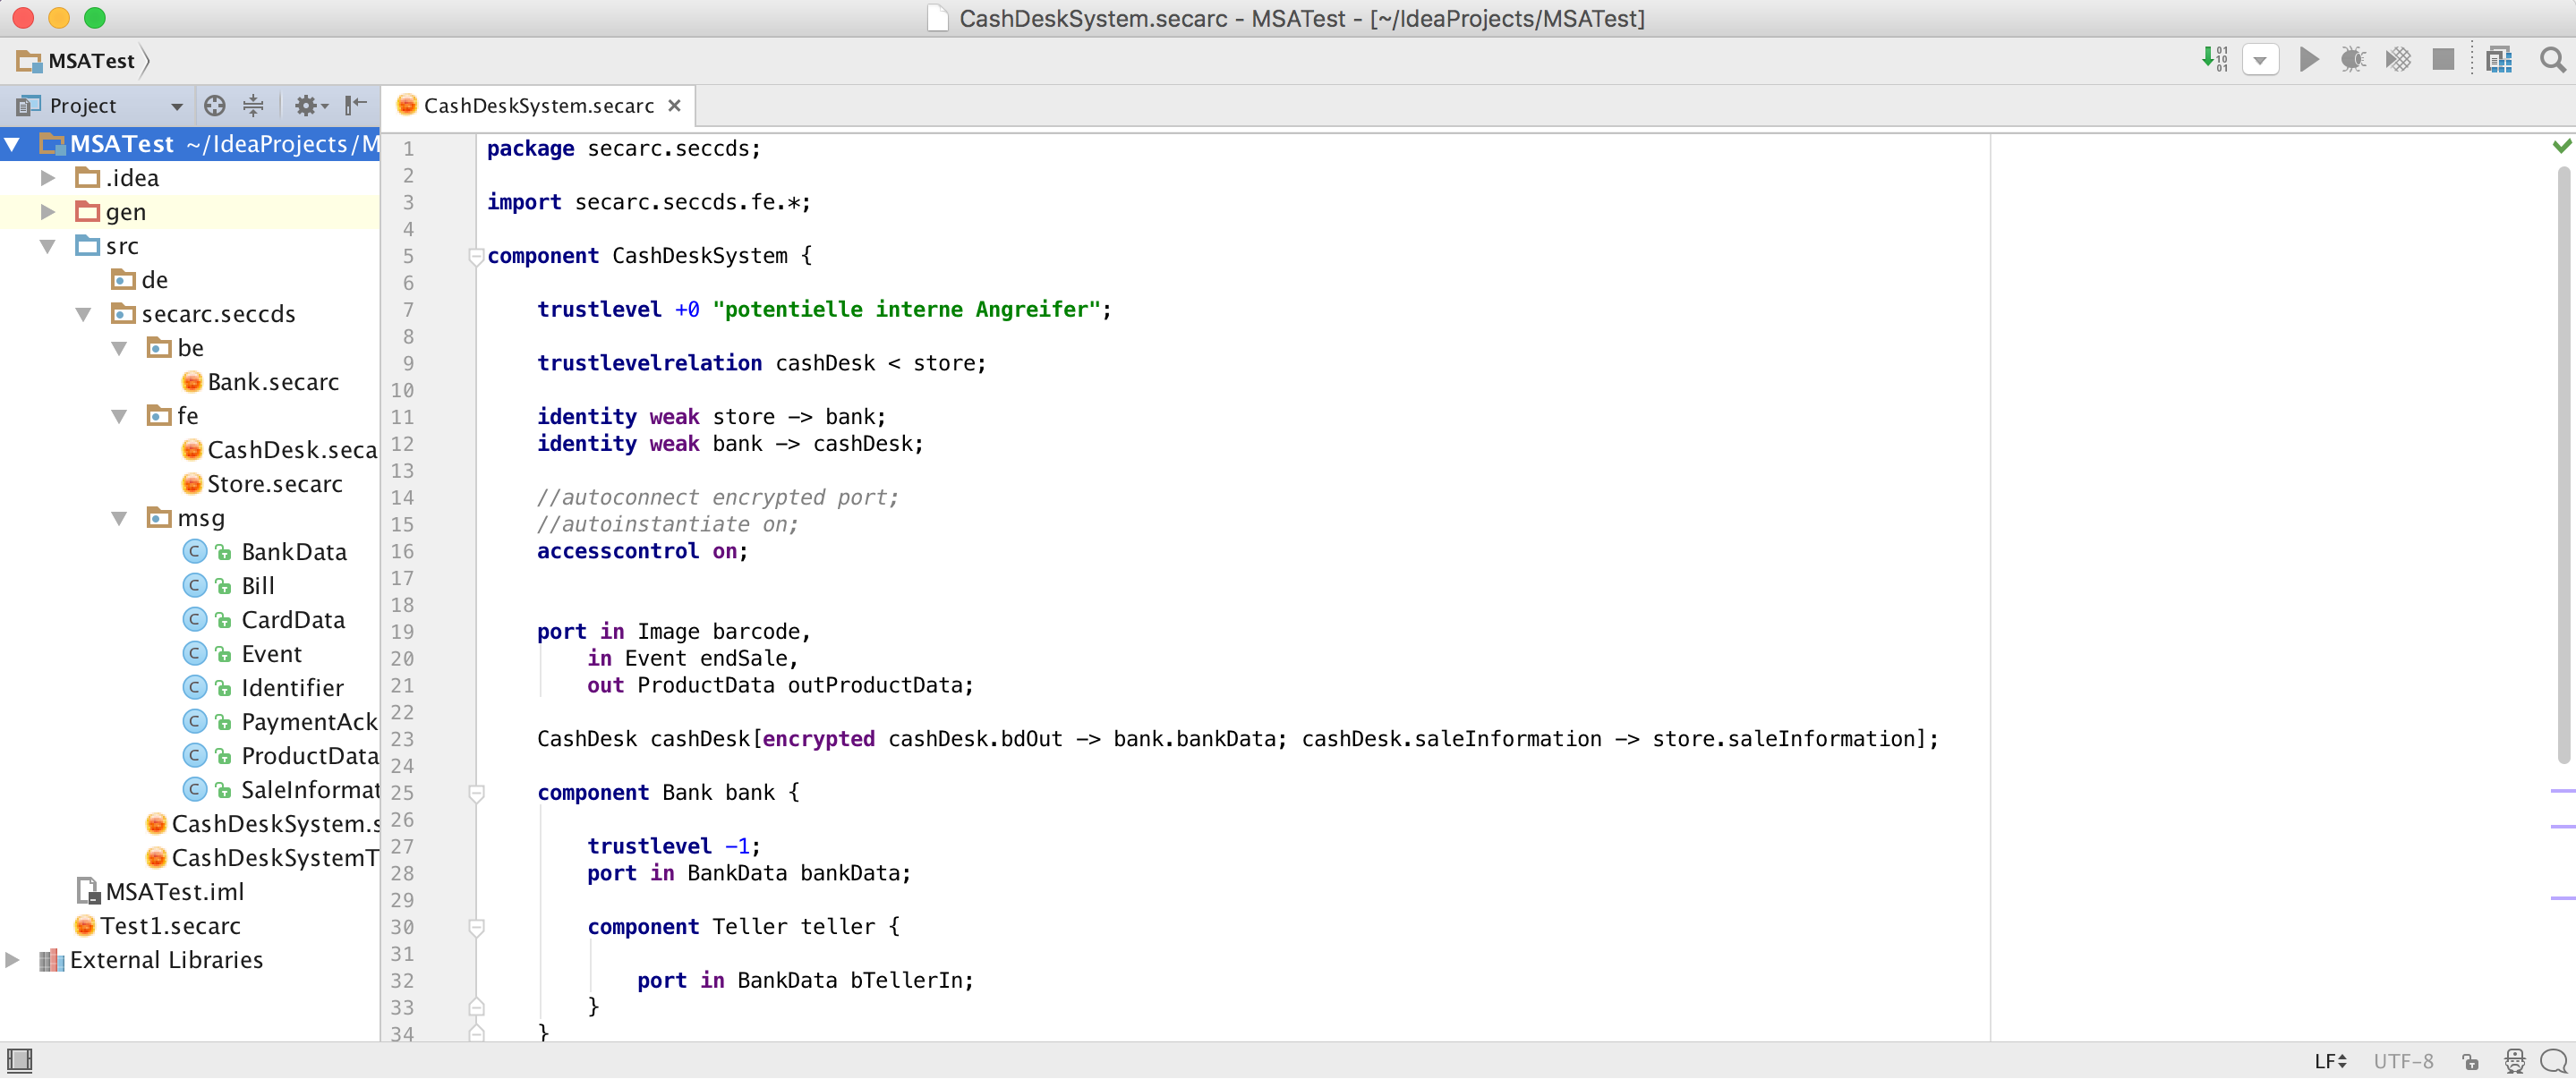 CashDeskSystem.secarc - MSATest - [~/IdeaProjects/MSATest]
MSATest
Project
CashDeskSystem.secarc
MSATest ~/IdeaProjects/M
.idea
gen
src
de
secarc.seccds
be
Bank.secarc
fe
CashDesk.seca
Store.secarc
msg
BankData
Bill
CardData
Event
Identifier
PaymentAck
ProductData
SaleInformat
CashDeskSystem.s
CashDeskSystemT
MSATest.iml
Test1.secarc
External Libraries
1 package secarc.seccds;
2
3 import secarc.seccds.fe.*;
4
5 component CashDeskSystem {
6
7 trustlevel +0 "potentielle interne Angreifer";
8
9 trustlevelrelation cashDesk < store;
10
11 identity weak store -> bank;
12 identity weak bank -> cashDesk;
13
14 //autoconnect encrypted port;
15 //autoinstantiate on;
16 accesscontrol on;
17
18
19 port in Image barcode,
20 in Event endSale,
21 out ProductData outProductData;
22
23 CashDesk cashDesk[encrypted cashDesk.bdOut -> bank.bankData; cashDesk.saleInformation -> store.saleInformation];
24
25 component Bank bank {
26
27 trustlevel -1;
28 port in BankData bankData;
29
30 component Teller teller {
31
32 port in BankData bTellerIn;
33 }
34 }
LF UTF-8